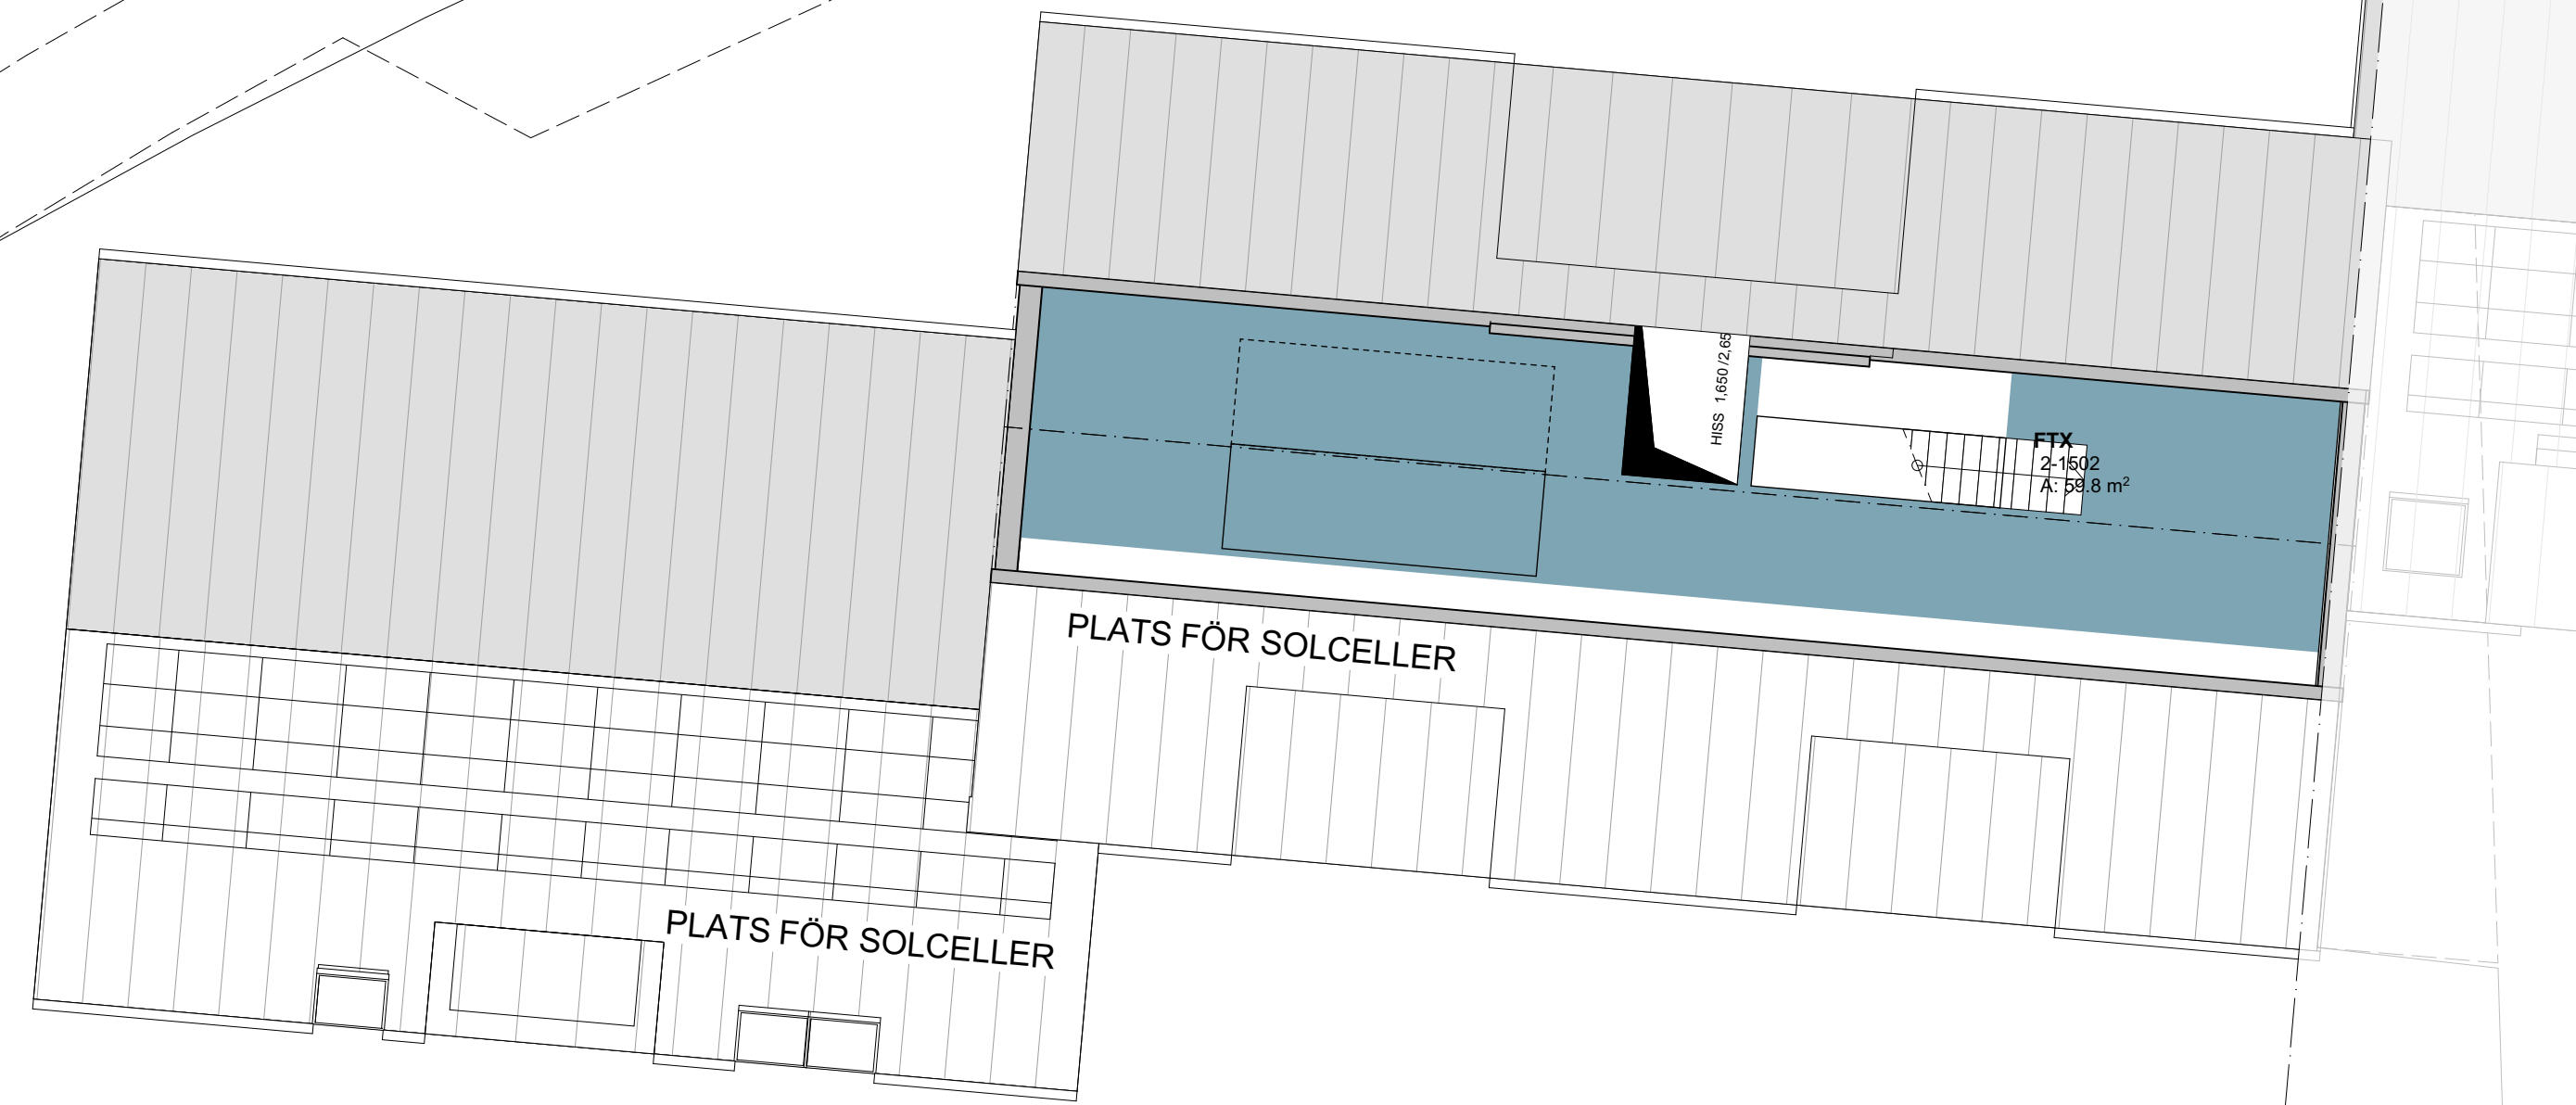 HISS 1,650 /2,65
FTX
2-1502
A: 59.8 m²
PLATS FÖR SOLCELLER
PLATS FÖR SOLCELLER